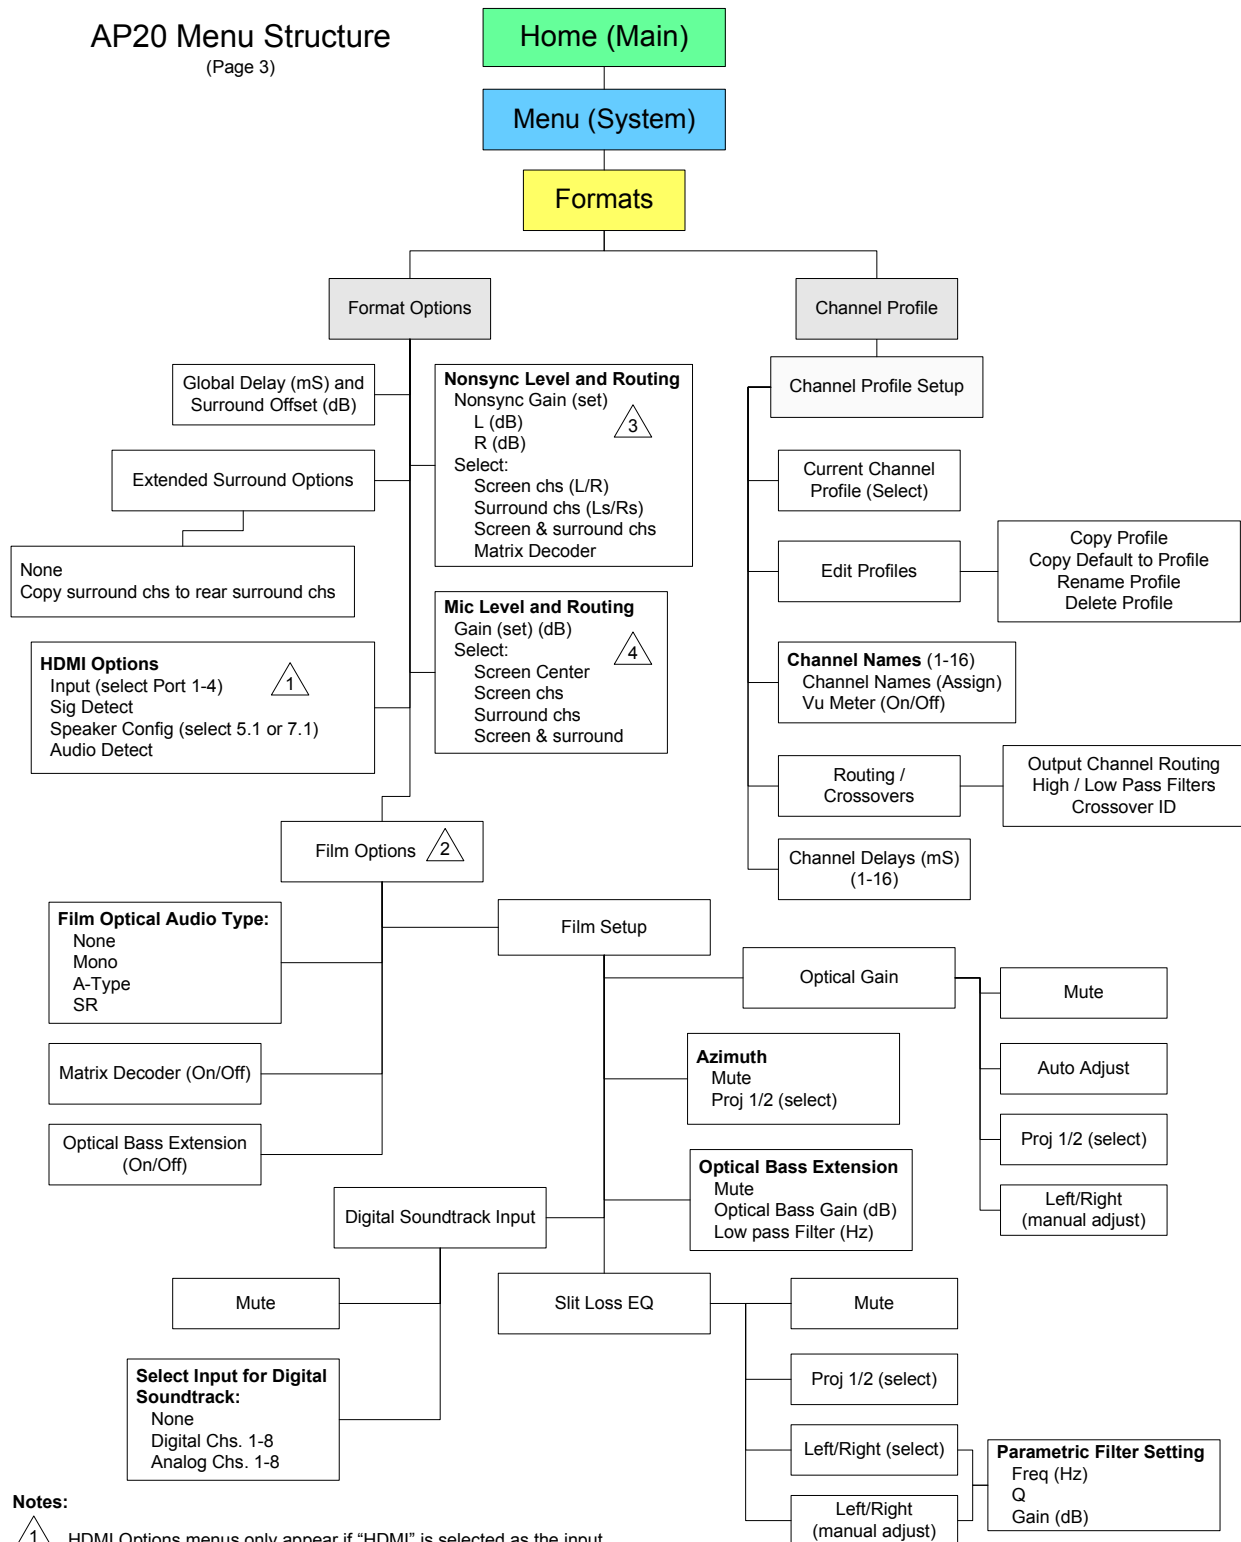 AP20 Menu Structure
(Page 3)
Home (Main)
Menu (System)
Formats
Format Options
Channel Profile
Global Delay (mS) and
Surround Offset (dB)
Extended Surround Options
None
Copy surround chs to rear surround chs
HDMI Options
Input (select Port 1-4)
1
Sig Detect
Speaker Config (select 5.1 or 7.1)
Audio Detect
Nonsync Level and Routing
Nonsync Gain (set)
3
L (dB)
R (dB)
Select:
Screen chs (L/R)
Surround chs (Ls/Rs)
Screen & surround chs
Matrix Decoder
Mic Level and Routing
Gain (set) (dB)
4
Select:
Screen Center
Screen chs
Surround chs
Screen & surround
Channel Profile Setup
Current Channel
Profile (Select)
Edit Profiles
Copy Profile
Copy Default to Profile
Rename Profile
Delete Profile
Channel Names (1-16)
Channel Names (Assign)
Vu Meter (On/Off)
Routing /
Crossovers
Output Channel Routing
High / Low Pass Filters
Crossover ID
Channel Delays (mS)
(1-16)
Film Options
2
Film Optical Audio Type:
None
Mono
A-Type
SR
Matrix Decoder (On/Off)
Optical Bass Extension
(On/Off)
Film Setup
Optical Gain
Mute
Auto Adjust
Proj 1/2 (select)
Left/Right
(manual adjust)
Azimuth
Mute
Proj 1/2 (select)
Optical Bass Extension
Mute
Optical Bass Gain (dB)
Low pass Filter (Hz)
Digital Soundtrack Input
Mute
Select Input for Digital
Soundtrack:
None
Digital Chs. 1-8
Analog Chs. 1-8
Slit Loss EQ
Mute
Proj 1/2 (select)
Left/Right (select)
Left/Right
(manual adjust)
Parametric Filter Setting
Freq (Hz)
Q
Gain (dB)
Notes:
1 HDMI Options menus only appear if “HDMI” is selected as the input